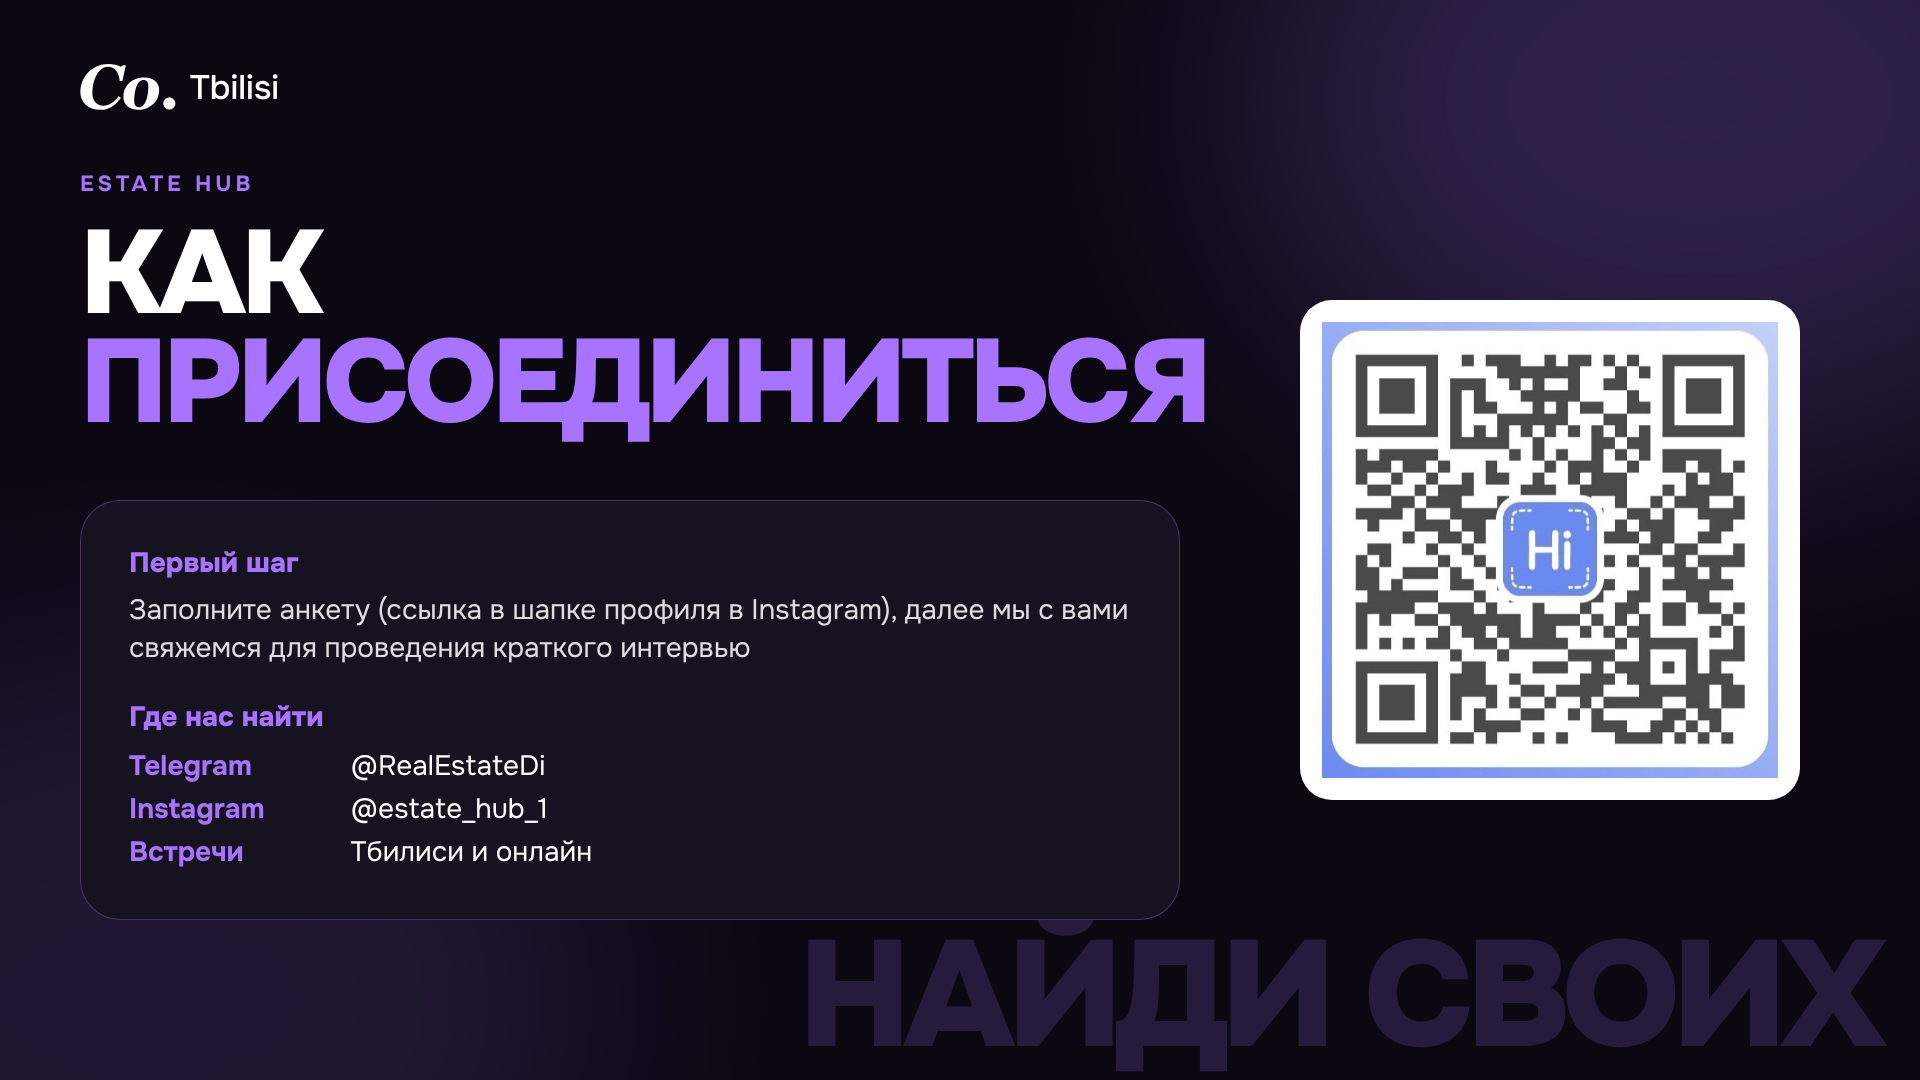 Co. Tbilisi
ESTATE HUB
КАК
ПРИСОЕДИНИТЬСЯ
Первый шаг
Заполните анкету (ссылка в шапке профиля в Instagram), далее мы с вами
свяжемся для проведения краткого интервью
Где нас найти
Telegram @RealEstateDi
Instagram @estate_hub_1
Встречи Тбилиси и онлайн
Hi
НАЙДИ СВОИХ